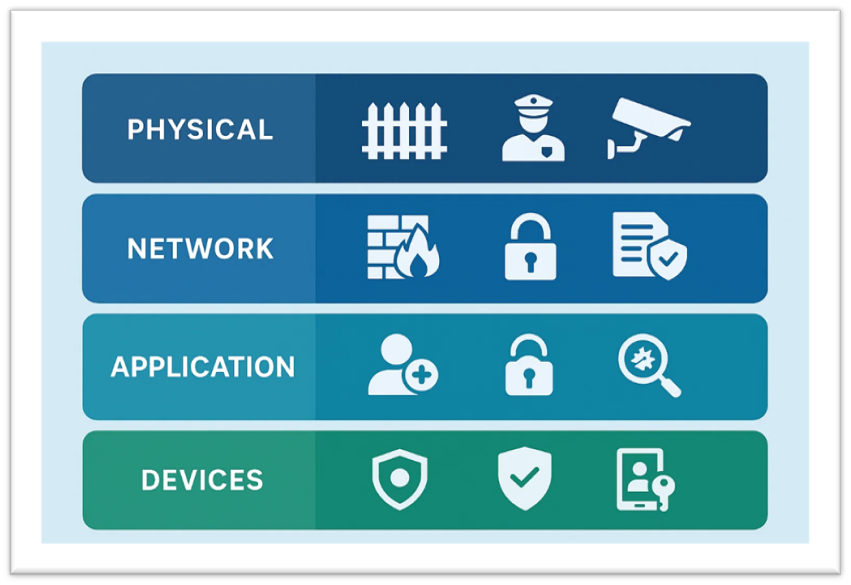 PHYSICAL
NETWORK
APPLICATION
DEVICES